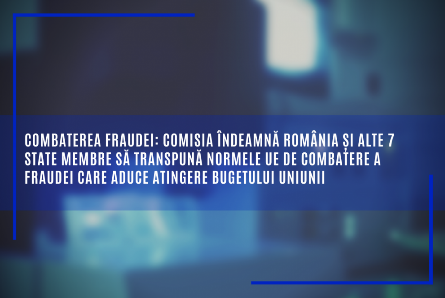 COMBATEREA FRAUDEI: COMISIA ÎNDEAMNĂ ROMÂNIA ȘI ALTE 7
STATE MEMBRE SĂ TRANSPUNĂ NORMELE UE DE COMBATERE A
FRAUDEI CARE ADUCE ATINGERE BUGETULUI UNIUNII